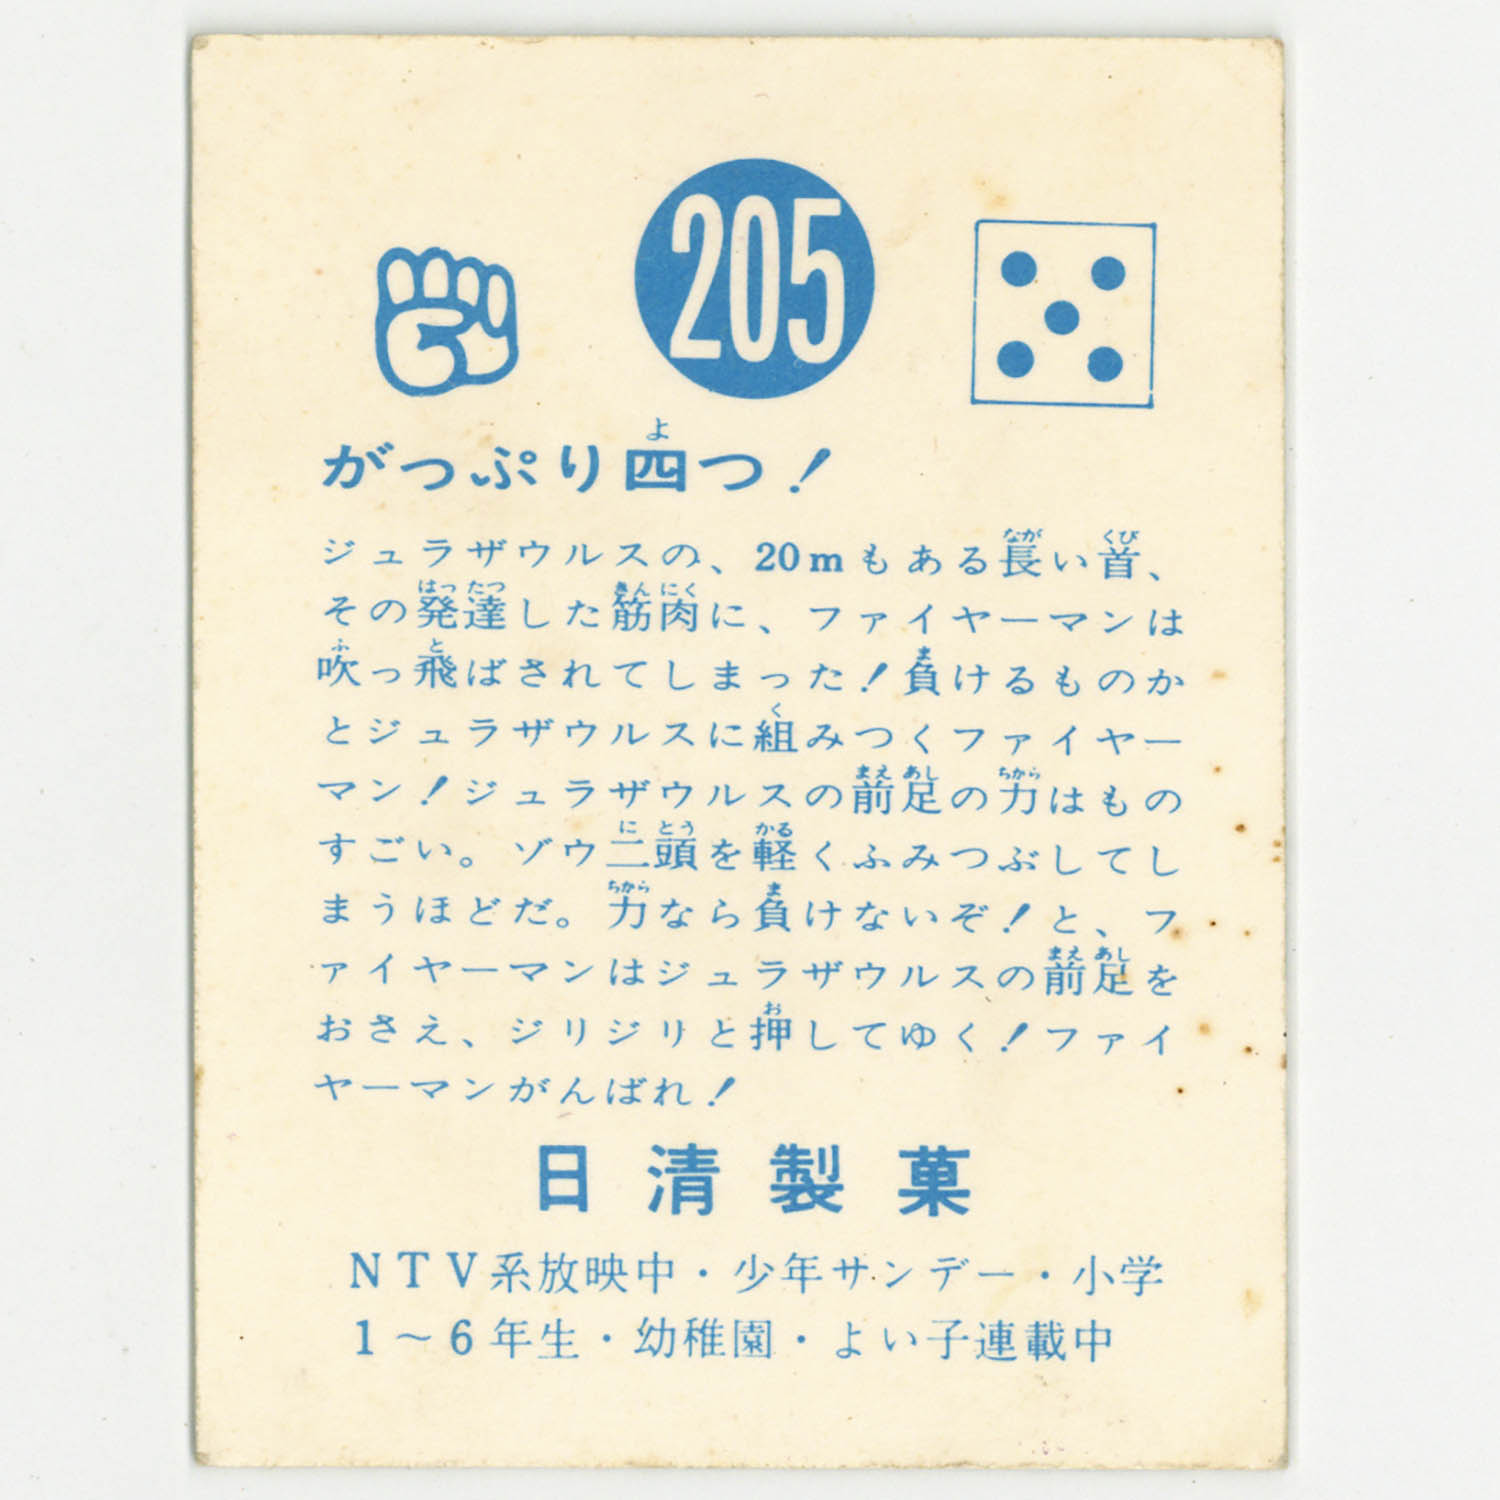 205
がっぷり四つ!
ジュラザウルスの、20mもある長い首、
その発達した筋肉に、ファイヤーマンは
吹っ飛ばされてしまった!負けるものか
とジュラザウルスに組みつくファイヤー
マン!ジュラザウルスの前足の力はもの
すごい。ゾウ二頭を軽くふみつぶしてし
まうほどだ。力なら負けないぞ!と、フ
ァイヤーマンはジュラザウルスの前足を
おさえ、ジリジリと押してゆく!ファイ
ヤーマンがんばれ!
日清製菓
NTV系放映中・少年サンデー・小学
1~6年生・幼稚園・よい子連載中